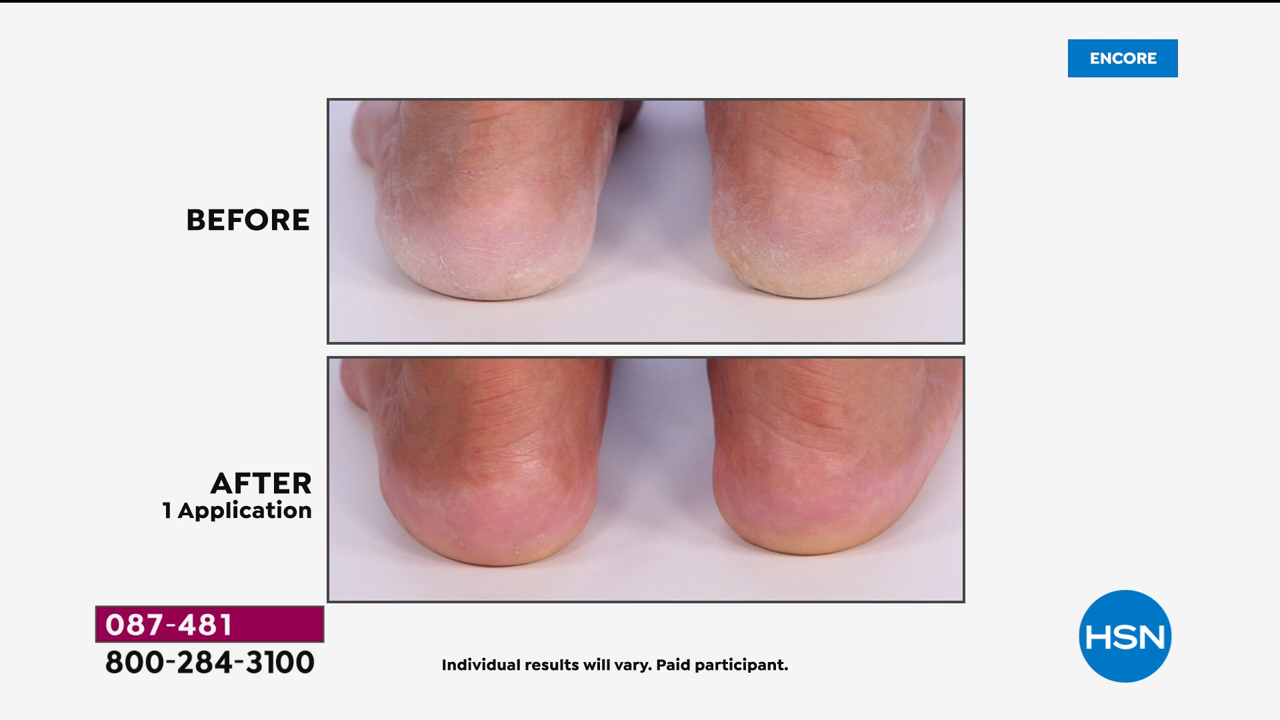 ENCORE
BEFORE
AFTER
1 Application
087-481
800-284-3100
Individual results will vary. Paid participant.
HSN